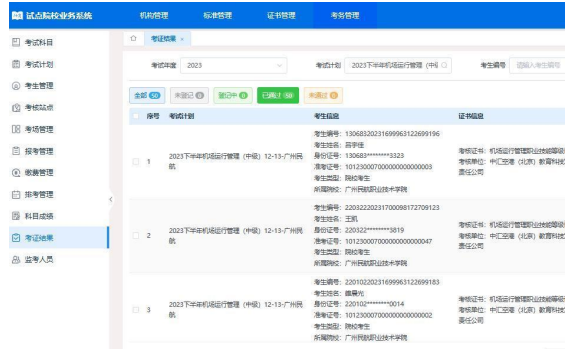 试点院校业务系统
机构管理
标准管理
证书管理
考务管理
考试科目
考试计划
考生管理
考核站点
考场管理
报考管理
缴费管理
排考管理
科目成绩
考证结果
监考人员
考证结果 ×
考试年度 2023
考试计划 2023下半年机场运行管理（中
考生编号 请输入考生编号
全部 50 未登记 0 登记中 0 已通过 50 未通过 0
序号 考试计划 考生信息 证书信息
1
2023下半年机场运行管理（中级）12-13-广州民航
考生编号：1306832023169996312269919​6
考生姓名：吕宇佳
身份证号：130683********3323
考生类型：院校考生
所属院校：广州民航职业技术学院
考核证书：机场运行管理职业技能等级
考核单位：中汇空港（北京）教育科技
责任公司
2
2023下半年机场运行管理（中级）12-13-广州民航
考生编号：22032220231700098172709123
考生姓名：王凯
身份证号：220322********3819
考生类型：院校考生
所属院校：广州民航职业技术学院
考核证书：机场运行管理职业技能等级
考核单位：中汇空港（北京）教育科技
责任公司
3
2023下半年机场运行管理（中级）12-13-广州民航
考生编号：22010220231699963122699183
身份证号：220102********0014
考生类型：院校考生
所属院校：广州民航职业技术学院
考核证书：机场运行管理职业技能等级
考核单位：中汇空港（北京）教育科技
责任公司